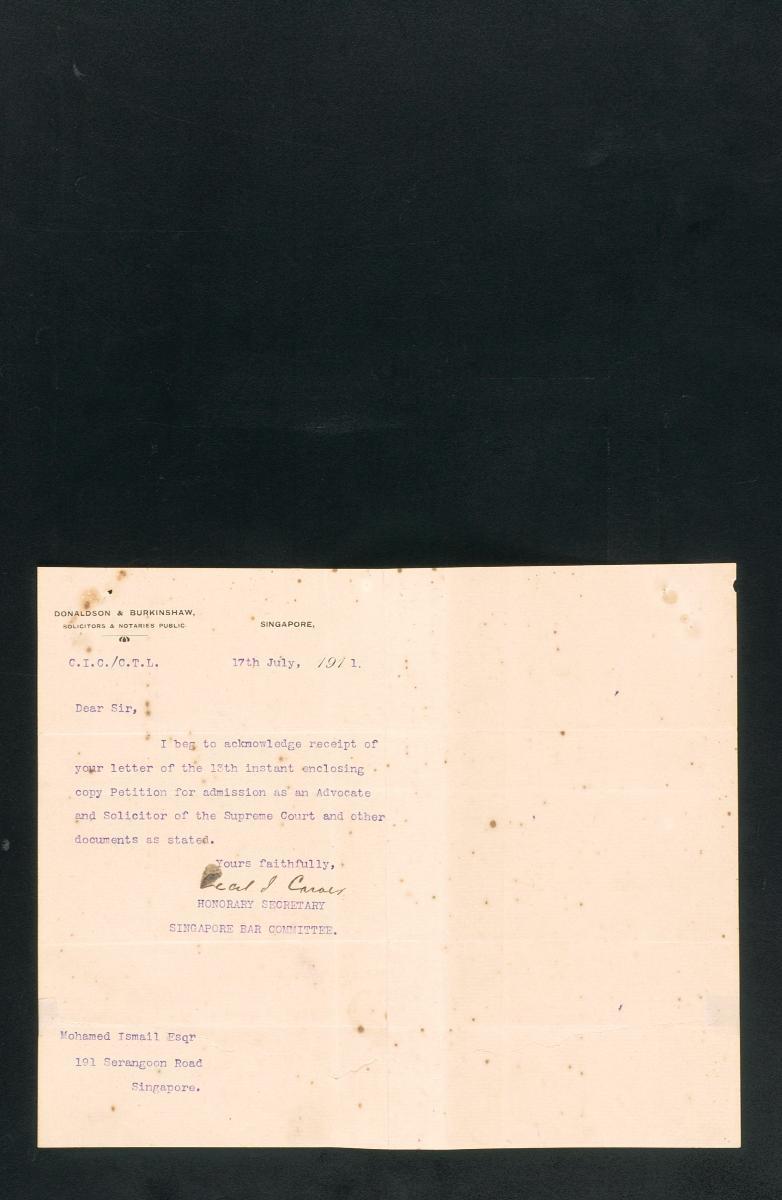 DONALDSON & BURKINSHAW,
SOLICITORS & NOTARIES PUBLIC.
SINGAPORE,
C.I.C./C.T.L.
17th July, 1911.
Dear Sir,
I beg to acknowledge receipt of
your letter of the 13th instant enclosing
copy Petition for admission as an Advocate
and Solicitor of the Supreme Court and other
documents as stated.
Yours faithfully,
HONORARY SECRETARY
SINGAPORE BAR COMMITTEE.
Mohamed Ismail Esqr
191 Serangoon Road
Singapore.